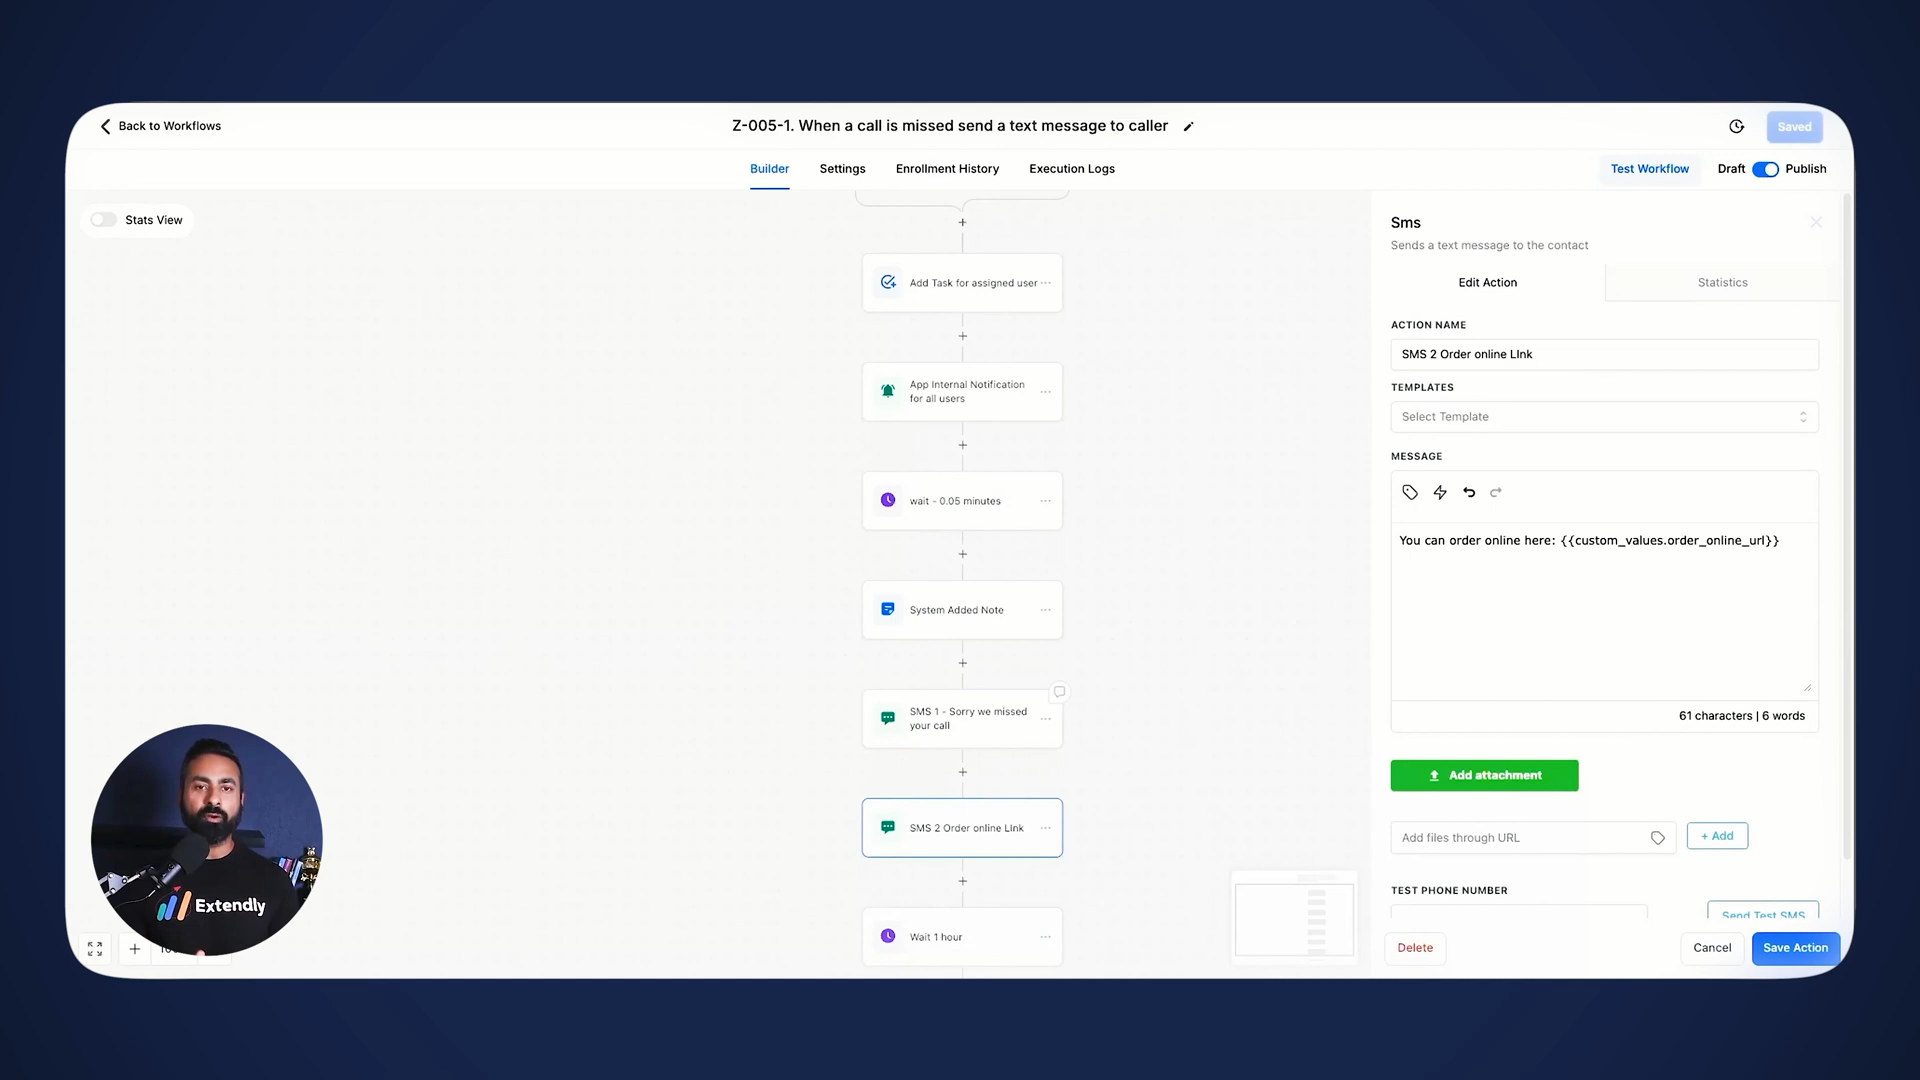 Back to Workflows
Z-005-1. When a call is missed send a text message to caller
Saved
Builder
Settings
Enrollment History
Execution Logs
Test Workflow
Draft
Publish
Stats View
Add Task for assigned user
App Internal Notification
for all users
wait - 0.05 minutes
System Added Note
SMS 1 - Sorry we missed
your call
SMS 2 Order online LInk
Wait 1 hour
Sms
Sends a text message to the contact
Edit Action
Statistics
ACTION NAME
SMS 2 Order online LInk
TEMPLATES
Select Template
MESSAGE
You can order online here: {{custom_values.order_online_url}}
61 characters | 6 words
Add attachment
Add files through URL
+ Add
TEST PHONE NUMBER
Send Test SMS
Delete
Cancel
Save Action
Extendly